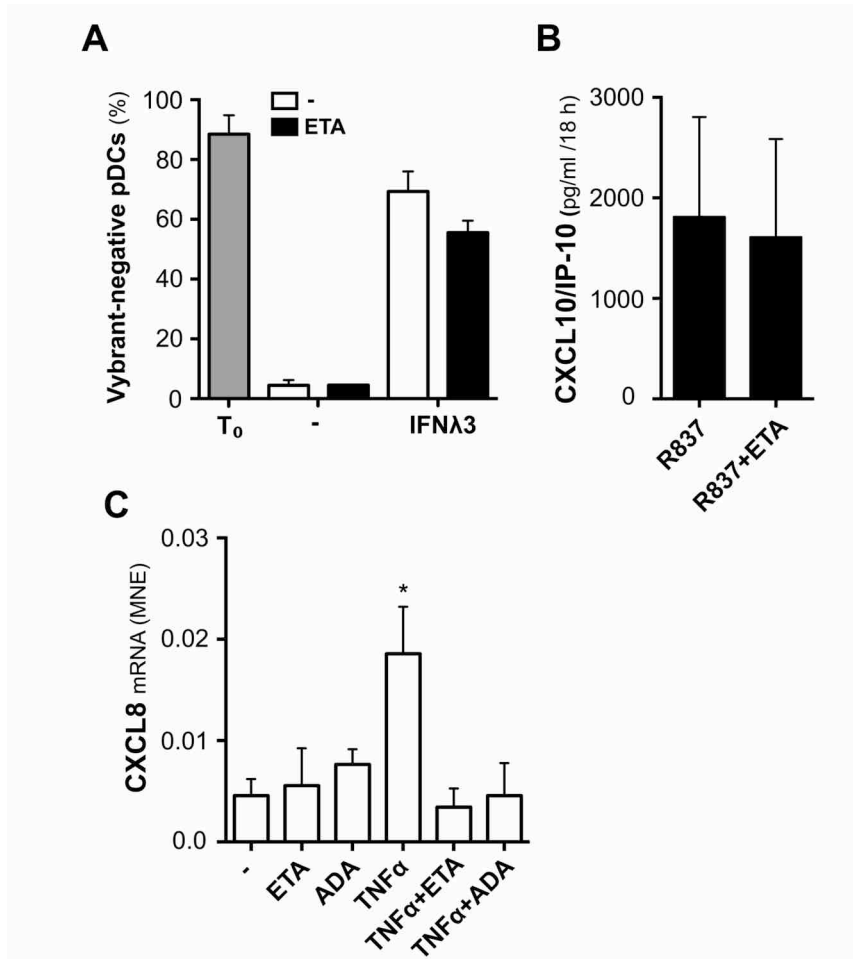 A
Vybrant-negative pDCs (%)
100
80
60
40
20
0
-
ETA
T₀
-
IFNλ3
B
CXCL10/IP-10 (pg/ml /18 h)
3000
2000
1000
0
R837
R837+ETA
C
CXCL8 mRNA (MNE)
0.03
0.02
0.01
0.0
*
-
ETA
ADA
TNFα
TNFα+ETA
TNFα+ADA